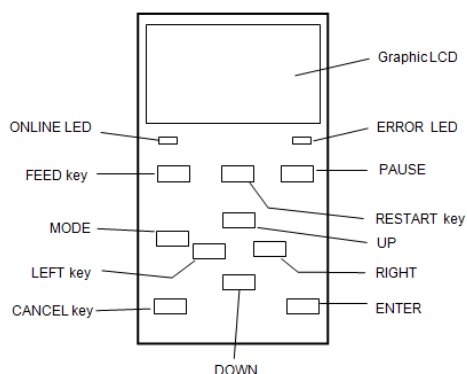 Graphic LCD
ONLINE LED
ERROR LED
FEED key
PAUSE
RESTART key
MODE
UP
LEFT key
RIGHT
CANCEL key
ENTER
DOWN